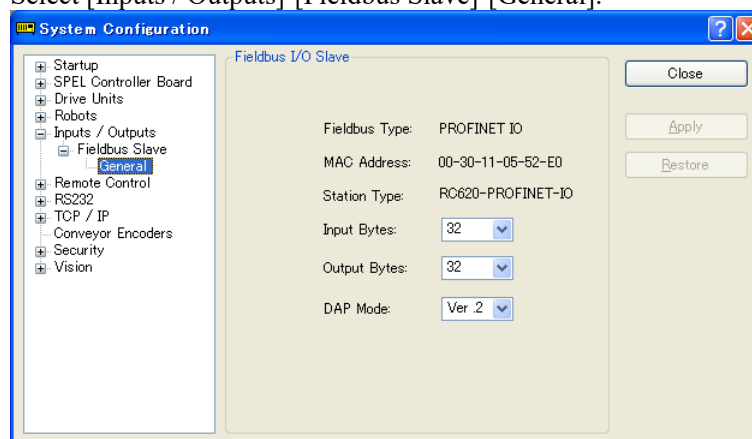 Select [Inputs / Outputs]-[Fieldbus Slave]-[General].
System Configuration
Startup
SPEL Controller Board
Drive Units
Robots
Inputs / Outputs
Fieldbus Slave
General
Remote Control
RS232
TCP / IP
Conveyor Encoders
Security
Vision
Fieldbus I/O Slave
Fieldbus Type: PROFINET IO
MAC Address: 00-30-11-05-52-E0
Station Type: RC620-PROFINET-IO
Input Bytes: 32
Output Bytes: 32
DAP Mode: Ver .2
Close
Apply
Restore